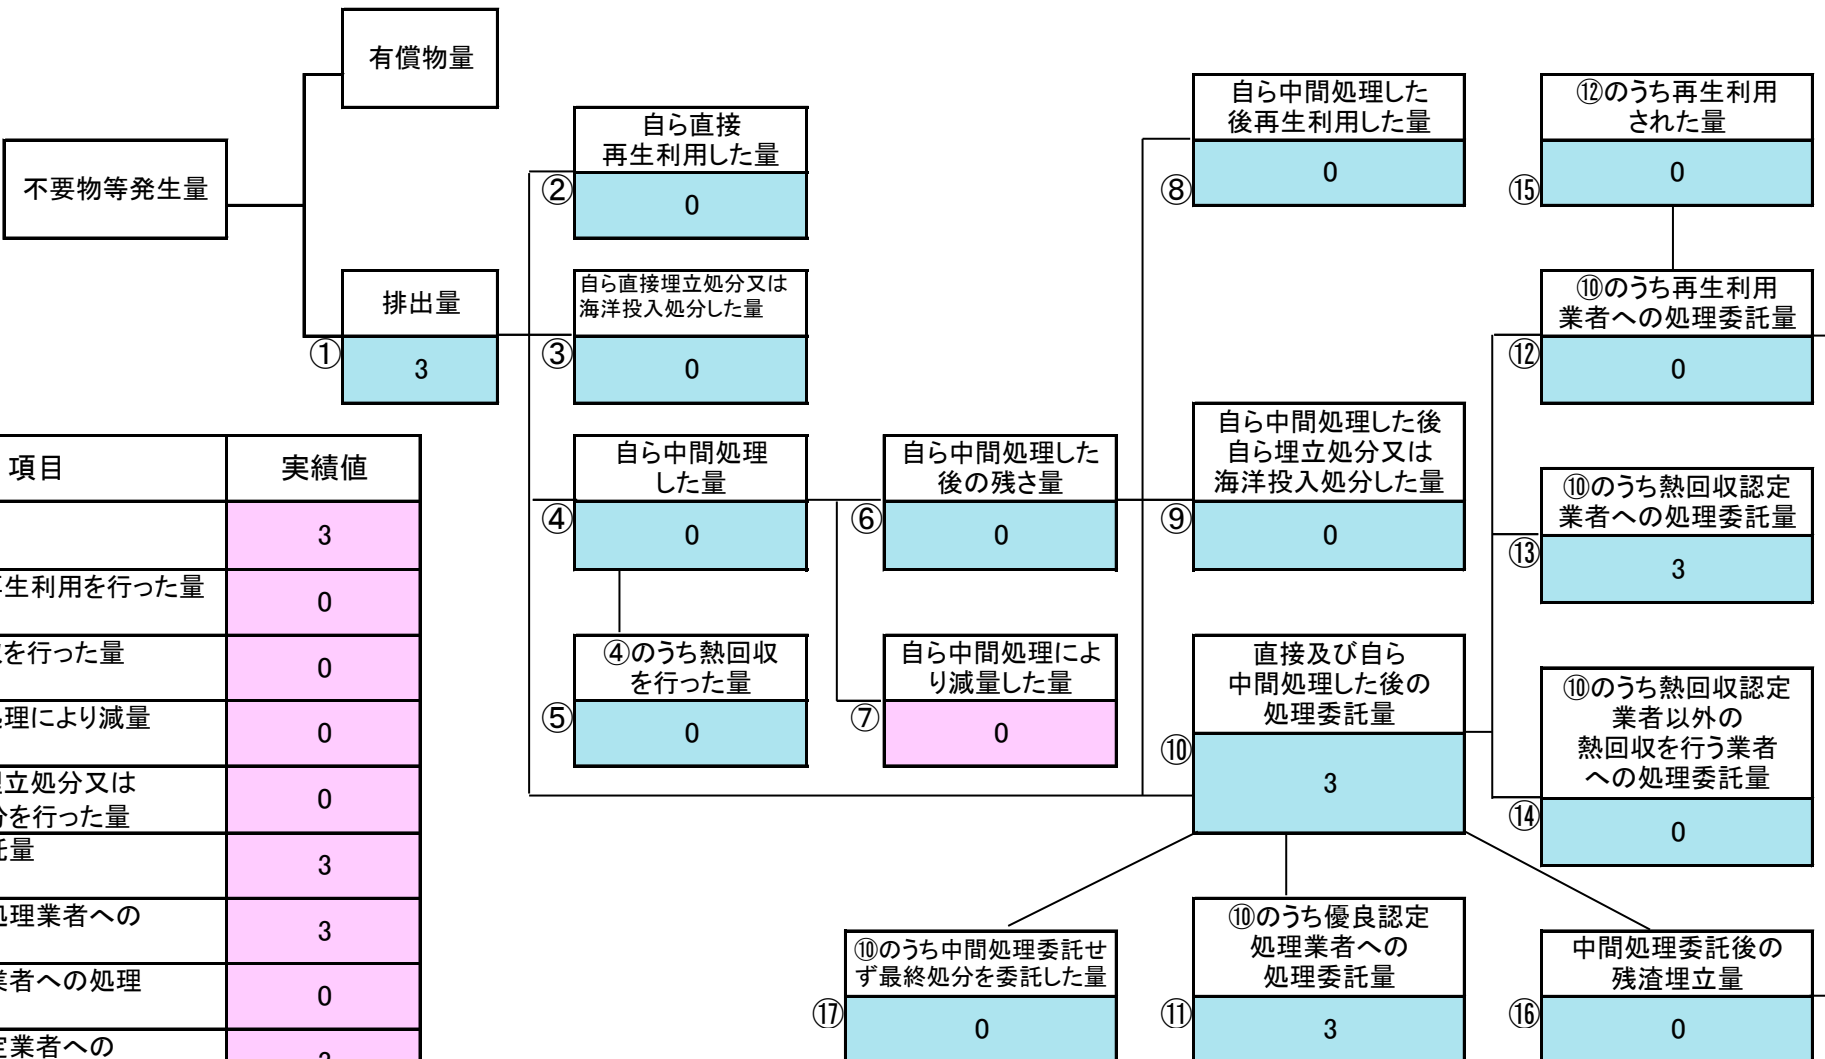 有償物量
不要物等発生量
排出量
①
3
自ら直接
再生利用した量
②
0
自ら直接埋立処分又は
海洋投入処分した量
③
0
自ら中間処理
した量
④
0
④のうち熱回収
を行った量
⑤
0
自ら中間処理した
後の残さ量
⑥
0
自ら中間処理によ
り減量した量
⑦
0
自ら中間処理した
後再生利用した量
⑧
0
自ら中間処理した後
自ら埋立処分又は
海洋投入処分した量
⑨
0
直接及び自ら
中間処理した後の
処理委託量
⑩
3
⑫のうち再生利用
された量
⑮
0
⑩のうち再生利用
業者への処理委託量
⑫
0
⑩のうち熱回収認定
業者への処理委託量
⑬
3
⑩のうち熱回収認定
業者以外の
熱回収を行う業者
への処理委託量
⑭
0
⑩のうち中間処理委託せ
ず最終処分を委託した量
⑰
0
⑩のうち優良認定
処理業者への
処理委託量
⑪
3
中間処理委託後の
残渣埋立量
⑯
0
項目
実績値
3
生利用を行った量
0
を行った量
0
理により減量
0
立処分又は
を行った量
0
量
3
理業者への
3
業者への処理
0
業者への